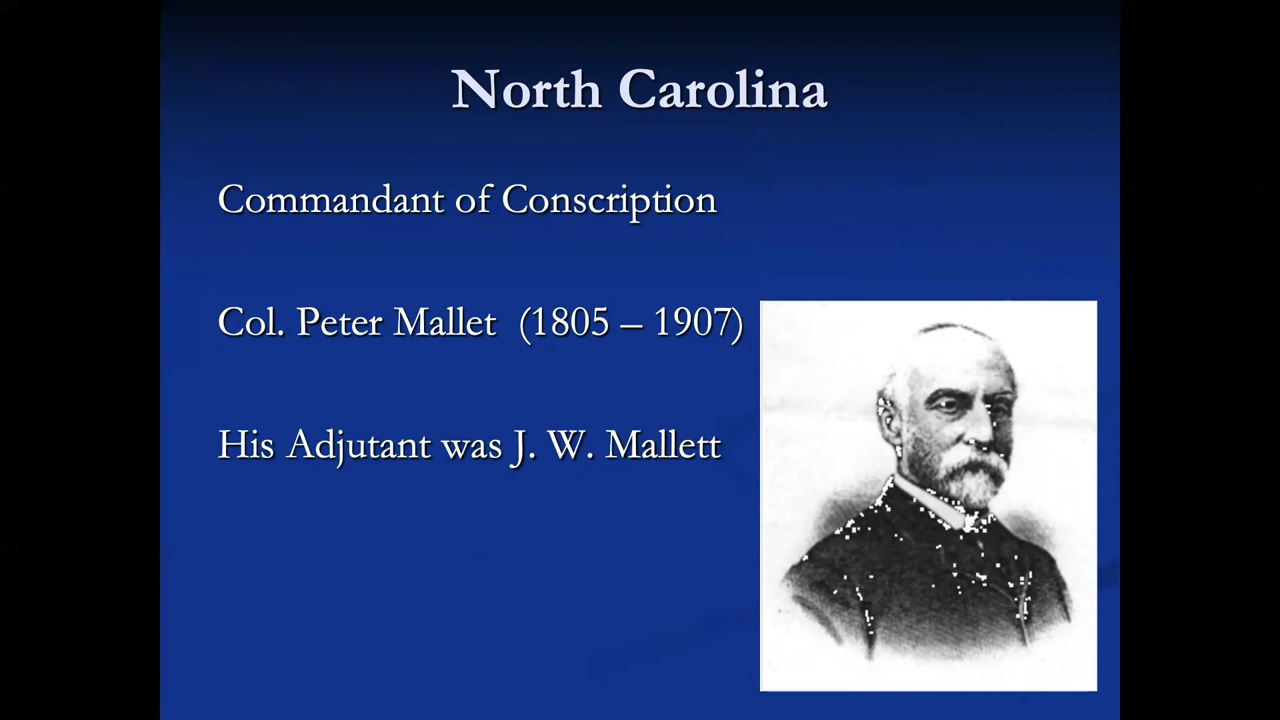 North Carolina
Commandant of Conscription
Col. Peter Mallet (1805 – 1907)
His Adjutant was J. W. Mallett